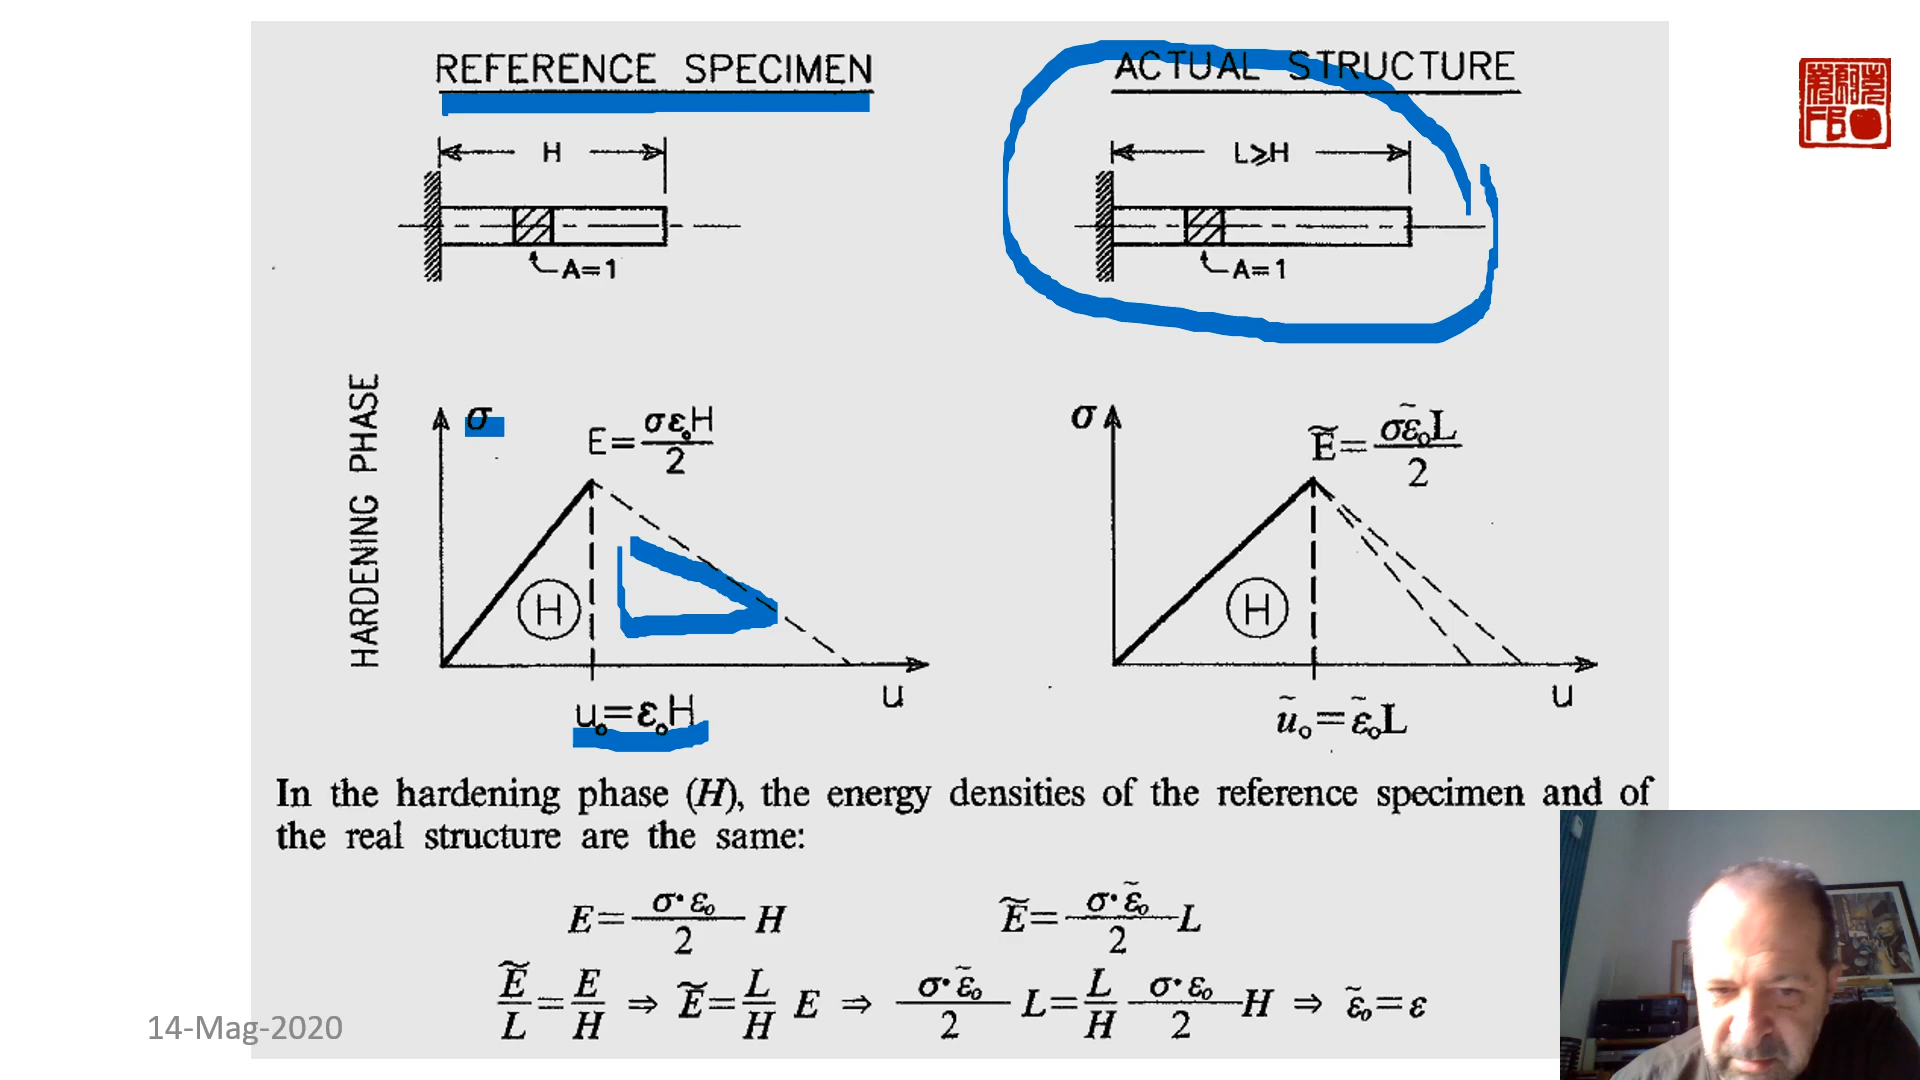 REFERENCE SPECIMEN
ACTUAL STRUCTURE
H
L⩾H
A=1
A=1
FB
HARDENING PHASE
σ
E=σε₀H/2
H
u
u₀=ε₀H
σ
Ẽ=σε̃₀L/2
H
u
ũ₀=ε̃₀L
In the hardening phase (H), the energy densities of the reference specimen and of
the real structure are the same:
E=σ·ε₀/2 H
Ẽ=σ·ε̃₀/2 L
Ẽ/L=E/H ⇒ Ẽ=L/H E ⇒ σ·ε̃₀/2 L=L/H σ·ε₀/2 H ⇒ ε̃₀=ε
14-Mag-2020